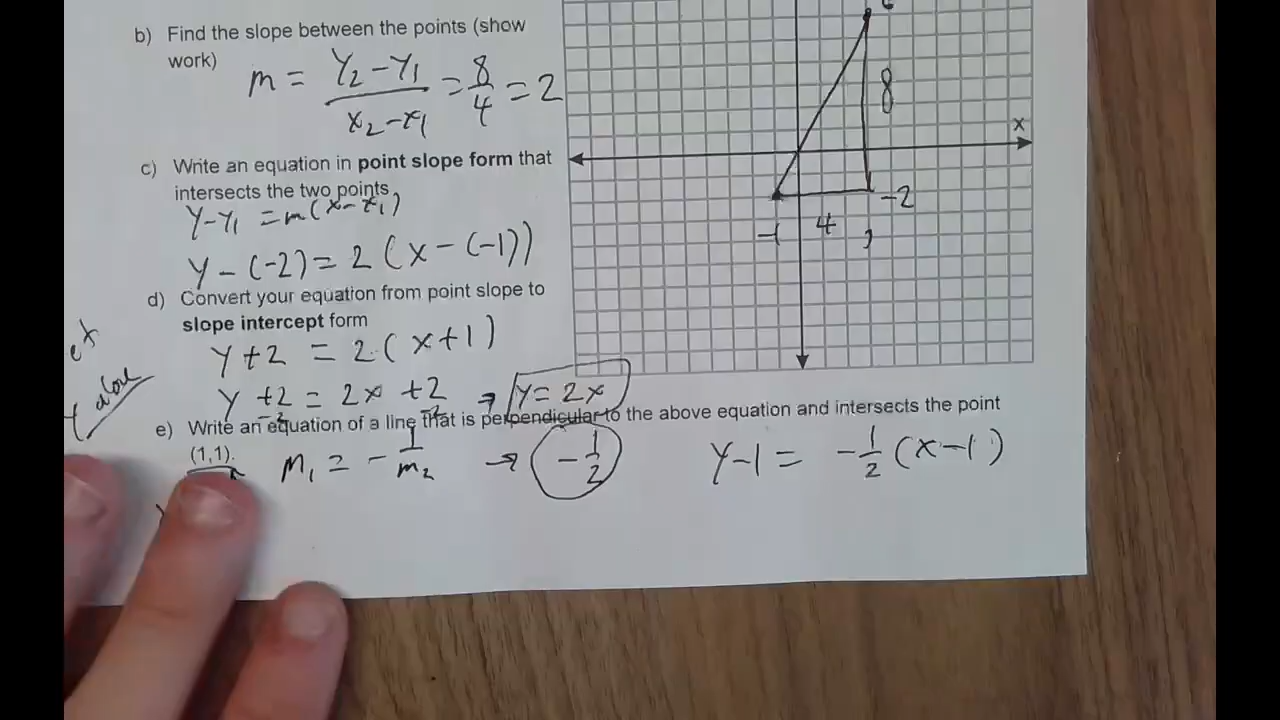 b) Find the slope between the points (show
work)
m = Y₂-Y₁/x₂-x₁ = 8/4 = 2
c) Write an equation in point slope form that
intersects the two points.
Y-Y₁ = m(x-x₁)
Y-(-2) = 2(x-(-1))
d) Convert your equation from point slope to
slope intercept form
Y+2 = 2·(x+1)
Y+2 = 2x+2 → y=2x
-2 -2
e) Write an equation of a line that is perpendicular to the above equation and intersects the point
(1,1).
m₁ = -1/m₂ → -1/2
Y-1 = -1/2(x-1)
8
x
-2
-1
4
3
alone